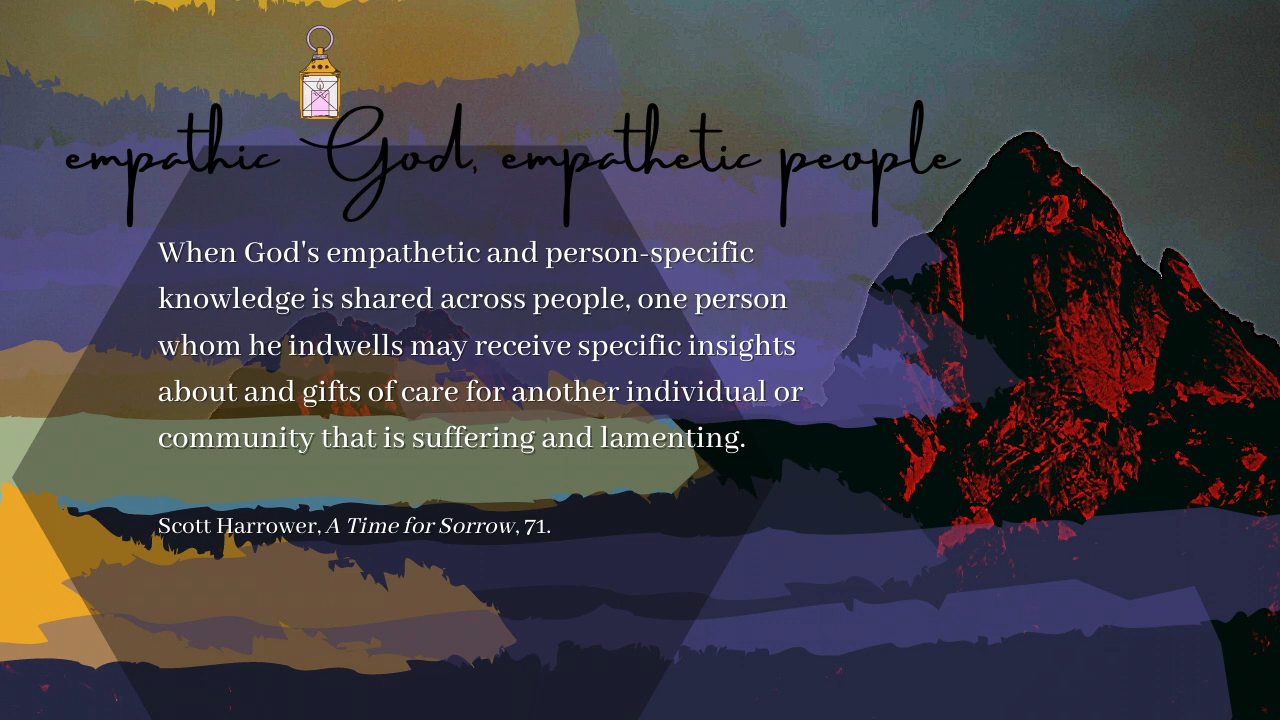 empathic God, empathetic people
When God's empathetic and person-specific
knowledge is shared across people, one person
whom he indwells may receive specific insights
about and gifts of care for another individual or
community that is suffering and lamenting.
Scott Harrower, A Time for Sorrow, 71.